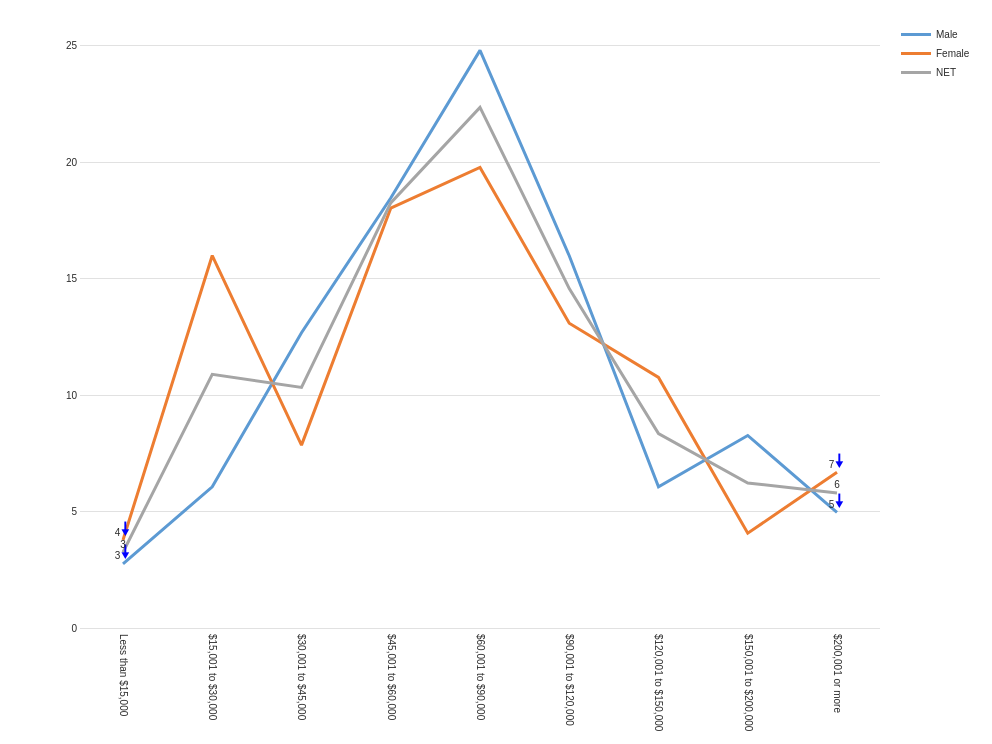 Male
Female
NET
25
20
15
10
5
0
4
3
3
7
6
5
Less than $15,000
$15,001 to $30,000
$30,001 to $45,000
$45,001 to $60,000
$60,001 to $90,000
$90,001 to $120,000
$120,001 to $150,000
$150,001 to $200,000
$200,001 or more